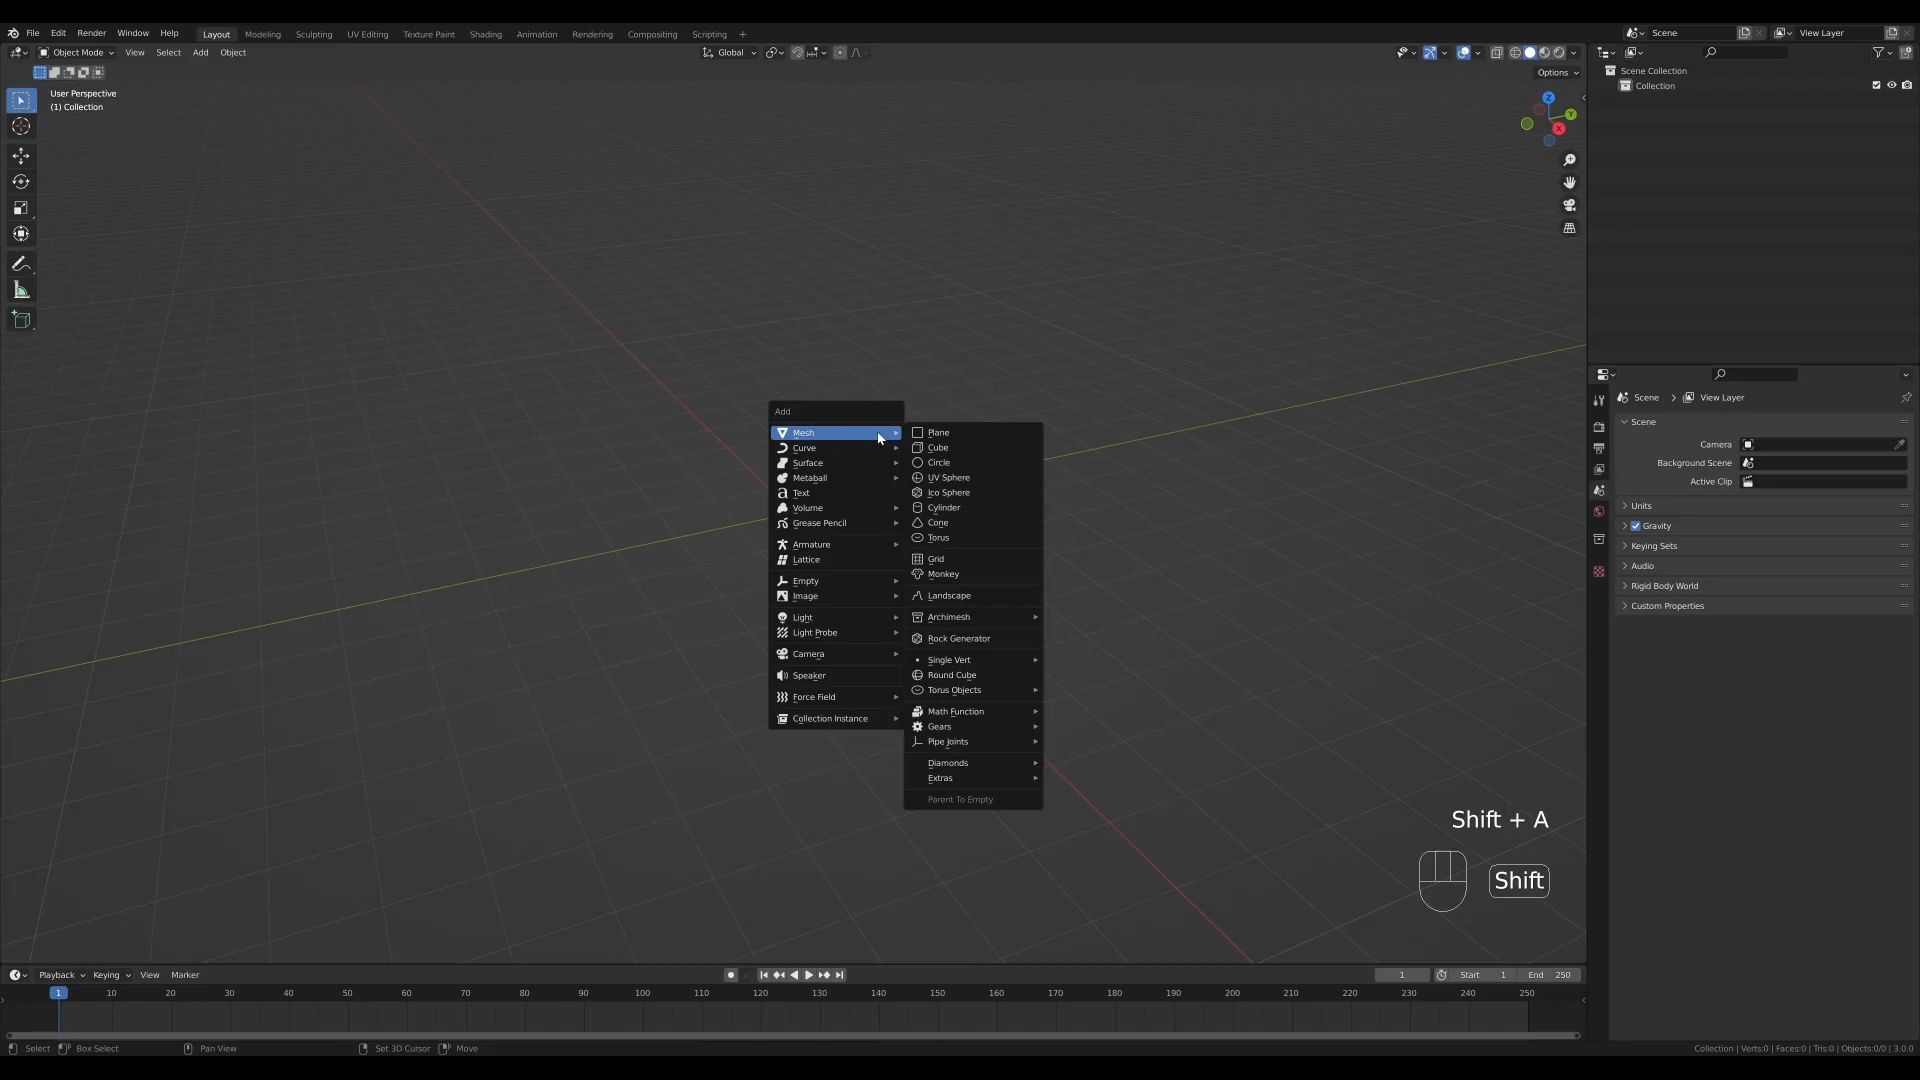 File Edit Render Window Help Layout Modeling Sculpting UV Editing Texture Paint Shading Animation Rendering Compositing Scripting + Scene View Layer
Object Mode View Select Add Object Global
Options
User Perspective
(1) Collection
Z
Y
X
Scene Collection
Collection
Scene > View Layer
Scene
Camera
Background Scene
Active Clip
Units
Gravity
Keying Sets
Audio
Rigid Body World
Custom Properties
Add
Mesh
Curve
Surface
Metaball
Text
Volume
Grease Pencil
Armature
Lattice
Empty
Image
Light
Light Probe
Camera
Speaker
Force Field
Collection Instance
Plane
Cube
Circle
UV Sphere
Ico Sphere
Cylinder
Cone
Torus
Grid
Monkey
Landscape
Archimesh
Rock Generator
Single Vert
Round Cube
Torus Objects
Math Function
Gears
Pipe Joints
Diamonds
Extras
Parent To Empty
Shift + A
Shift
Playback Keying View Marker 1 Start 1 End 250
1 10 20 30 40 50 60 70 80 90 100 110 120 130 140 150 160 170 180 190 200 210 220 230 240 250
Select Box Select Pan View Set 3D Cursor Move Collection | Verts:0 | Faces:0 | Tris:0 | Objects:0/0 | 3.0.0